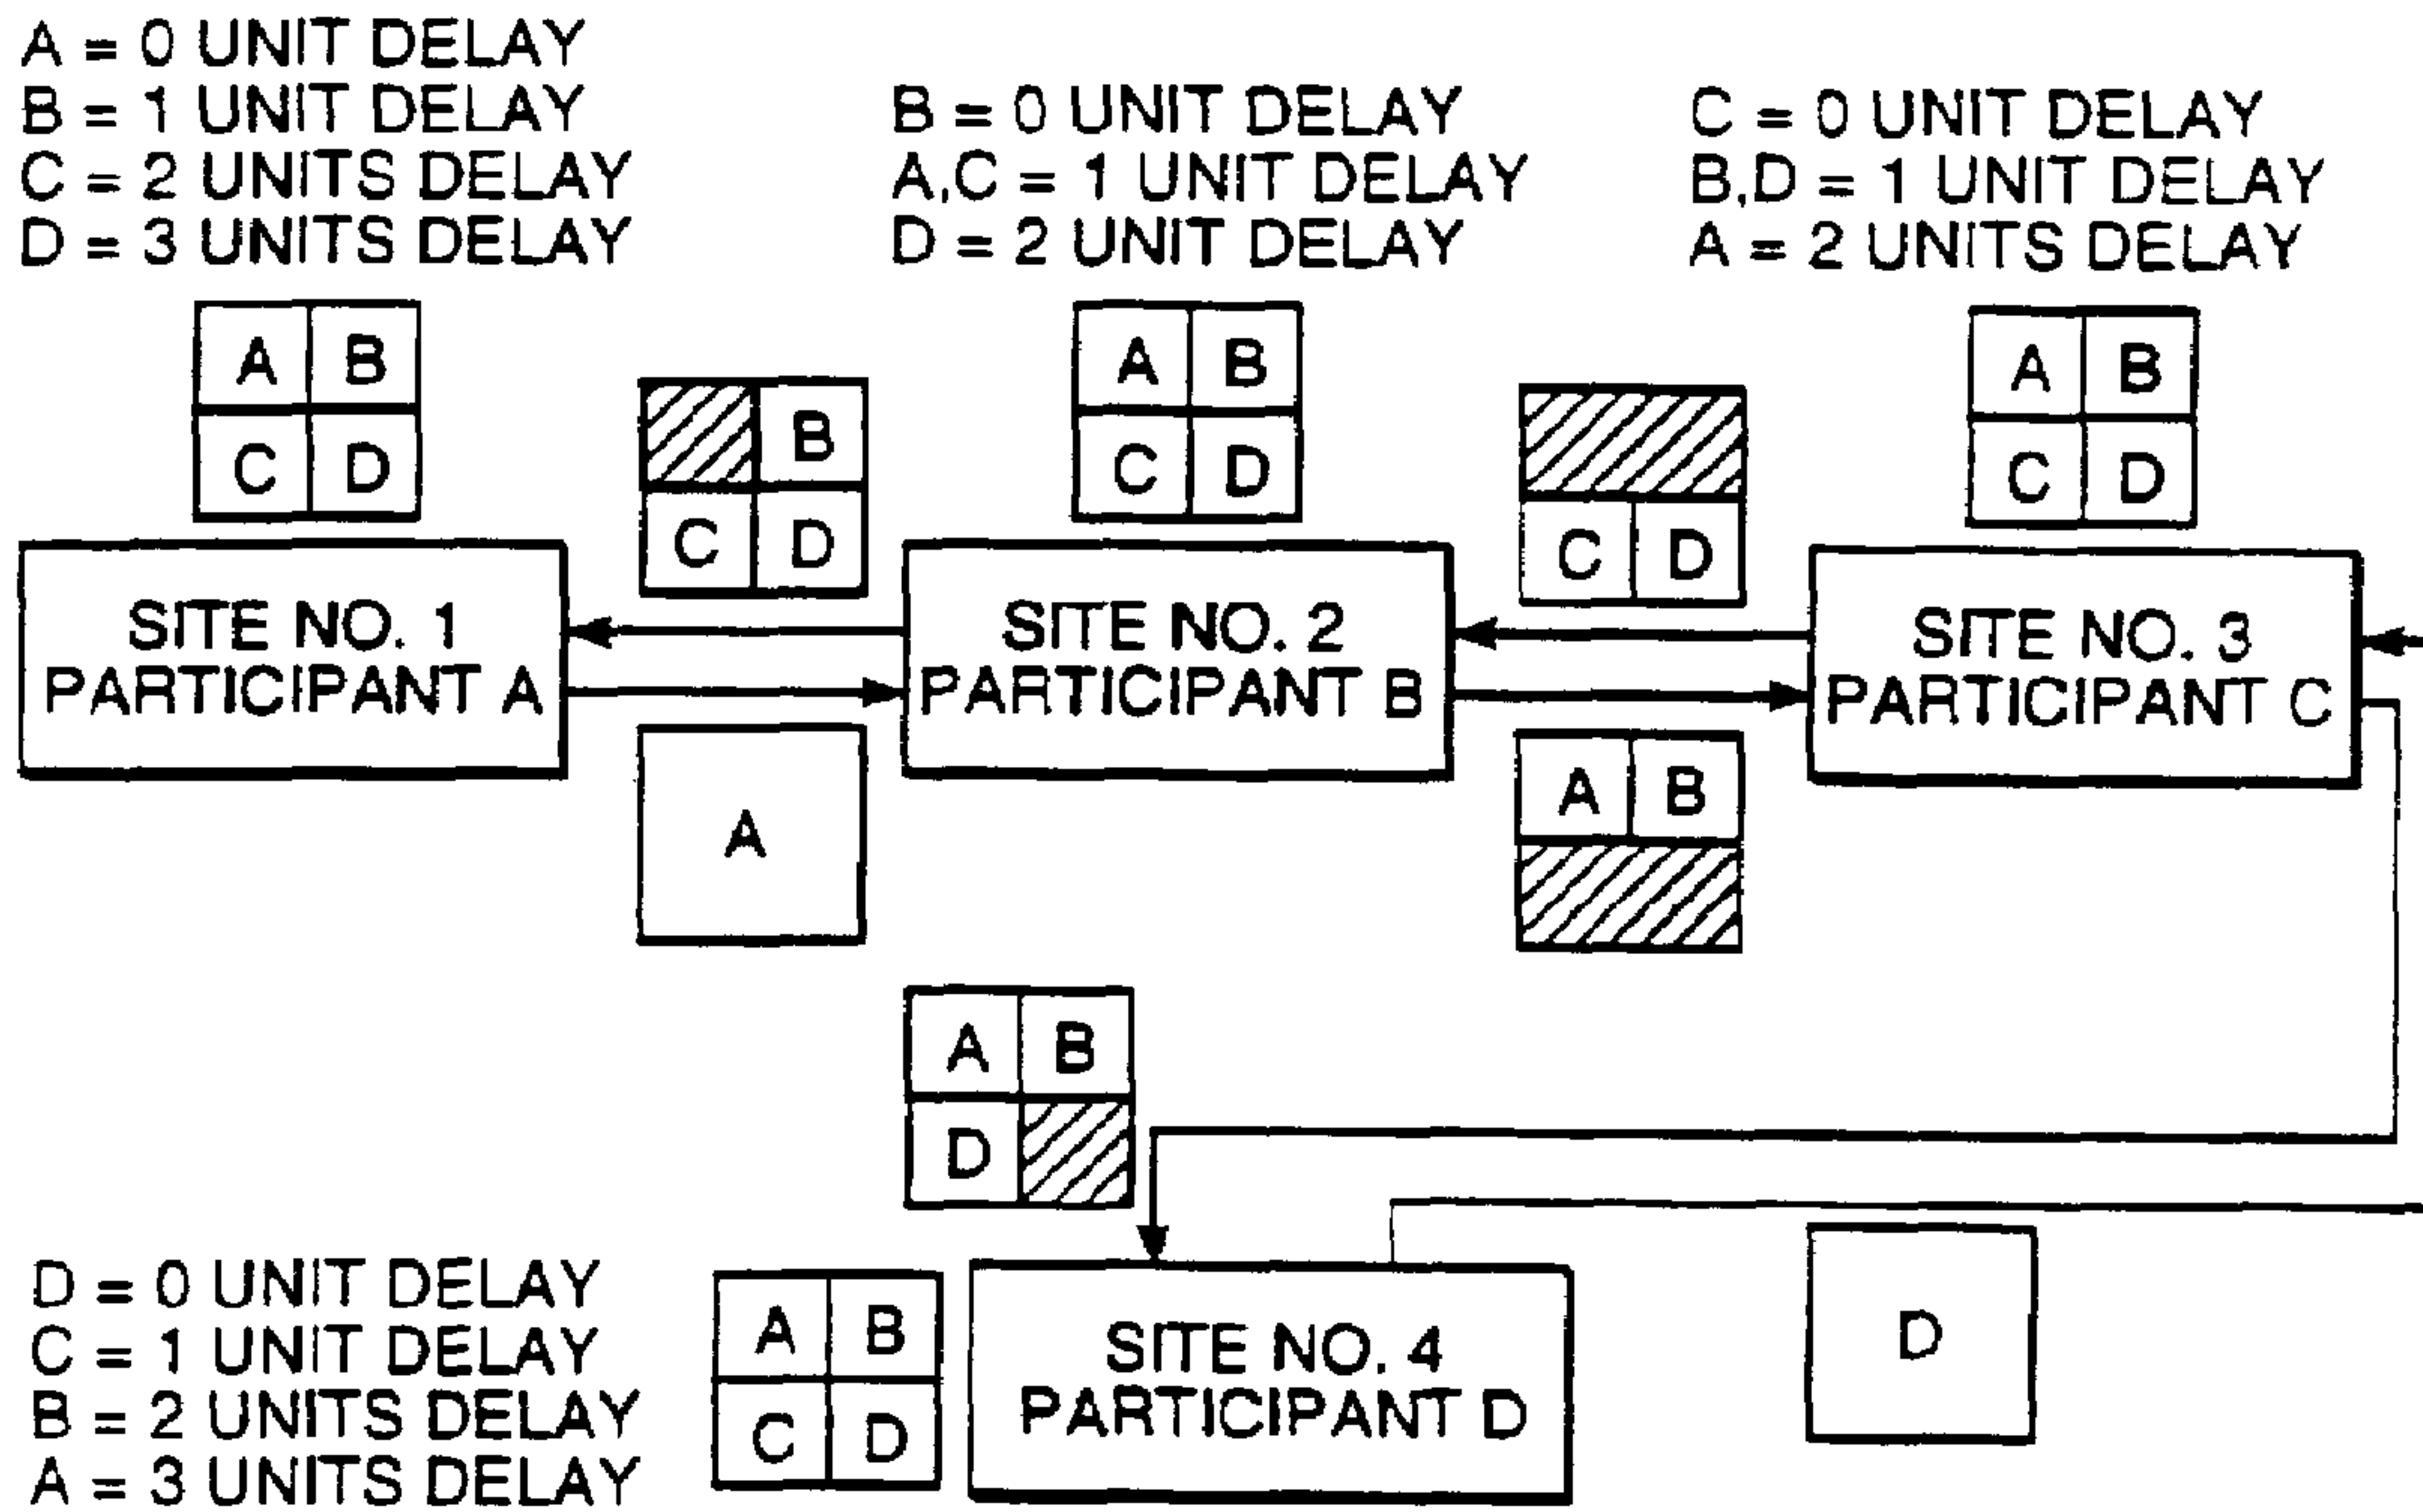 A = 0 UNIT DELAY
B = 1 UNIT DELAY
C = 2 UNITS DELAY
D = 3 UNITS DELAY
B = 0 UNIT DELAY
A,C = 1 UNIT DELAY
D = 2 UNIT DELAY
C = 0 UNIT DELAY
B,D = 1 UNIT DELAY
A = 2 UNITS DELAY
A B
C D
B
C D
A B
C D
C D
A B
C D
SITE NO. 1
PARTICIPANT A
SITE NO. 2
PARTICIPANT B
SITE NO. 3
PARTICIPANT C
A
A B
A B
D
D = 0 UNIT DELAY
C = 1 UNIT DELAY
B = 2 UNITS DELAY
A = 3 UNITS DELAY
A B
C D
SITE NO. 4
PARTICIPANT D
D